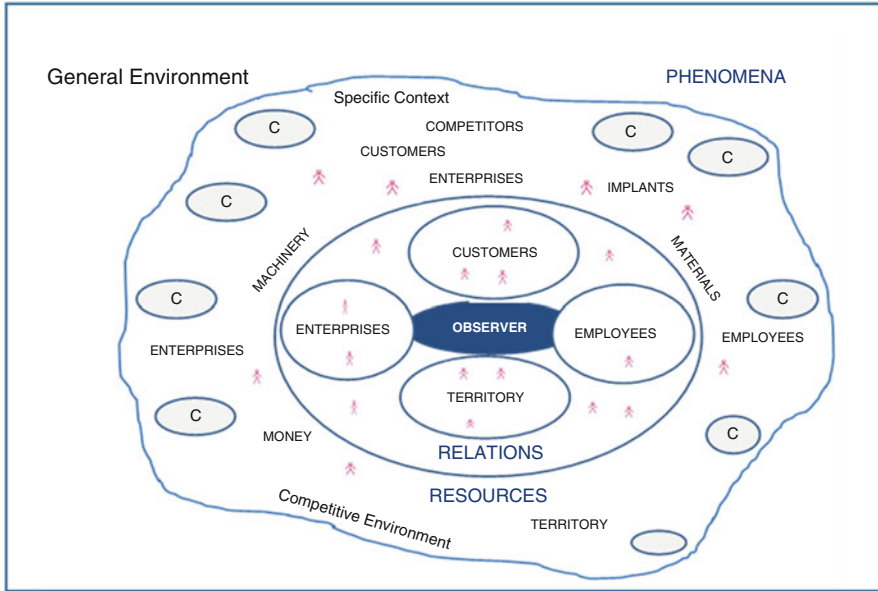 General Environment
PHENOMENA
Specific Context
C
COMPETITORS
C
CUSTOMERS
C
ENTERPRISES
IMPLANTS
C
MACHINERY
CUSTOMERS
MATERIALS
C
C
ENTERPRISES
OBSERVER
EMPLOYEES
ENTERPRISES
EMPLOYEES
TERRITORY
C
MONEY
C
RELATIONS
RESOURCES
Competitive Environment
TERRITORY